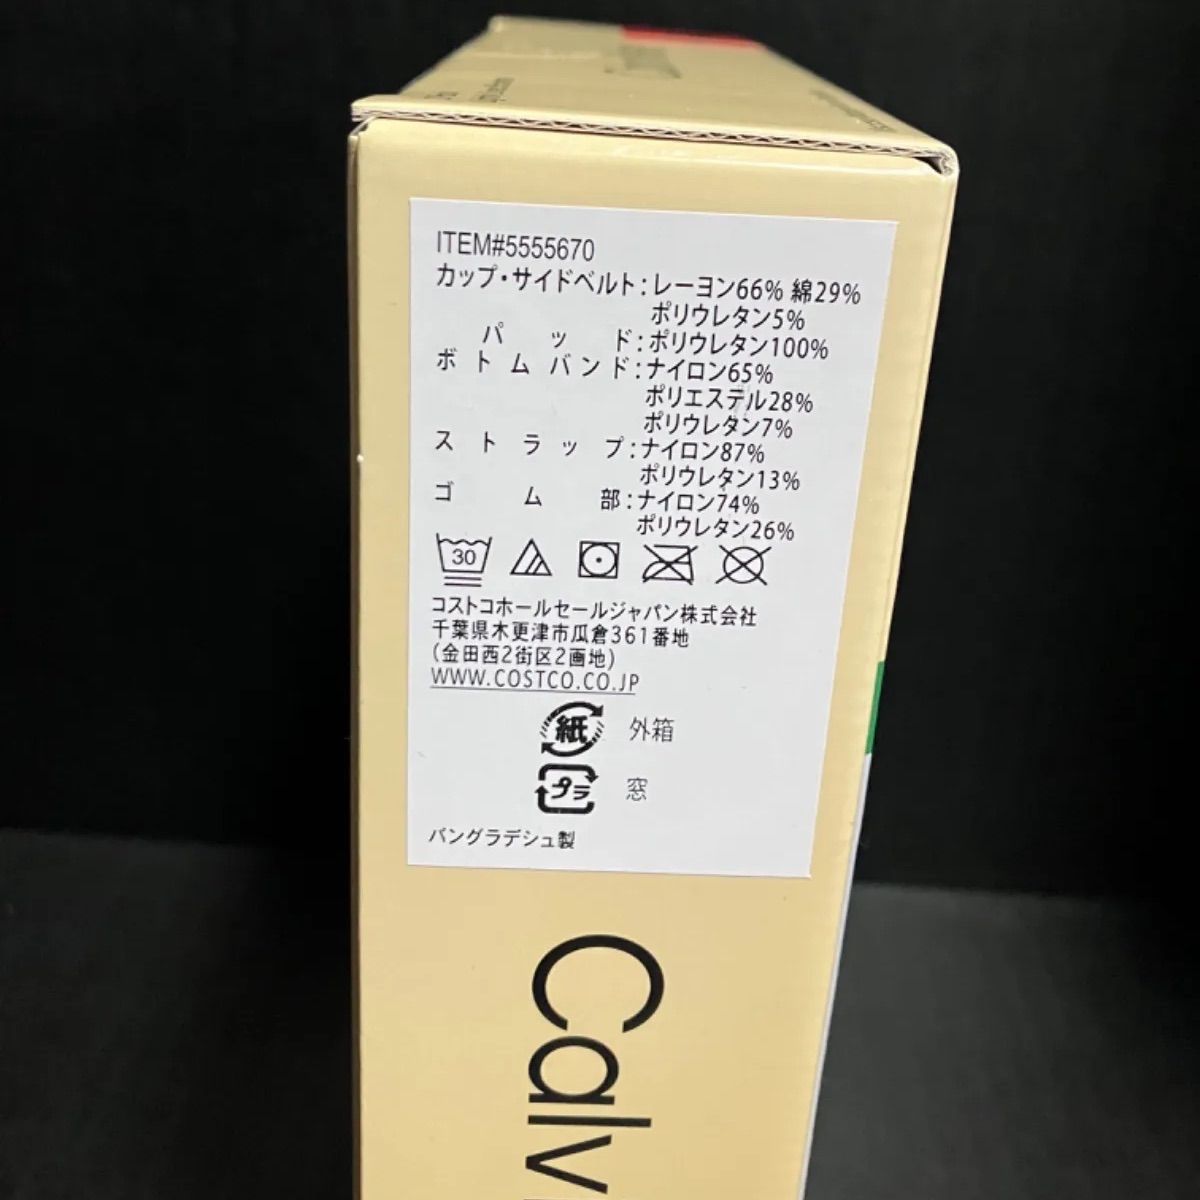 ITEM#5555670
カップ・サイドベルト:レーヨン66% 綿29%
ポリウレタン5%
パッド:ポリウレタン100%
ボトムバンド:ナイロン65%
ポリエステル28%
ポリウレタン7%
ストラップ:ナイロン87%
ポリウレタン13%
ゴム部:ナイロン74%
ポリウレタン26%
30
コストコホールセールジャパン株式会社
千葉県木更津市瓜倉361番地
(金田西2街区2画地)
WWW.COSTCO.CO.JP
紙 外箱
プラ 窓
バングラデシュ製
Calv